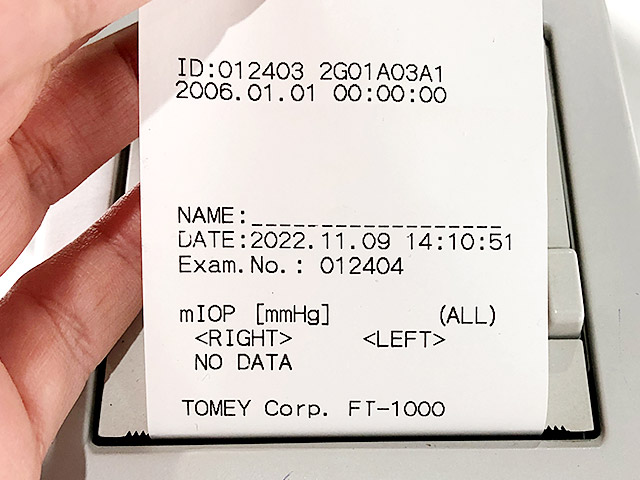 ID:012403 2G01A03A1
2006.01.01 00:00:00
NAME:__________________
DATE:2022.11.09 14:10:51
Exam.No.: 012404
mIOP [mmHg] (ALL)
<RIGHT> <LEFT>
NO DATA
TOMEY Corp. FT-1000